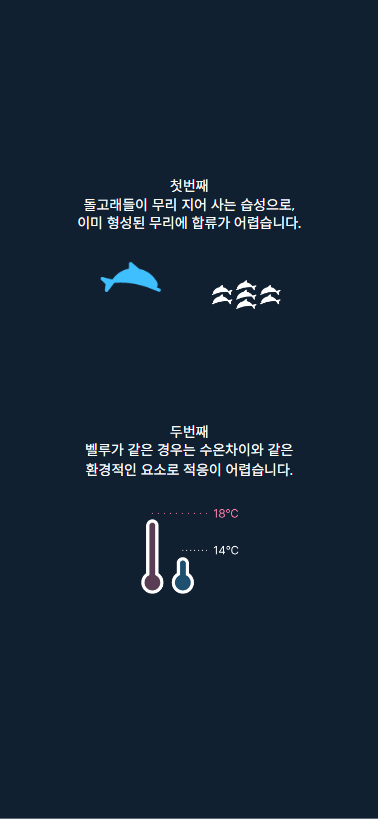 첫번째
돌고래들이 무리 지어 사는 습성으로,
이미 형성된 무리에 합류가 어렵습니다.
두번째
벨루가 같은 경우는 수온차이와 같은
환경적인 요소로 적응이 어렵습니다.
18℃
14℃